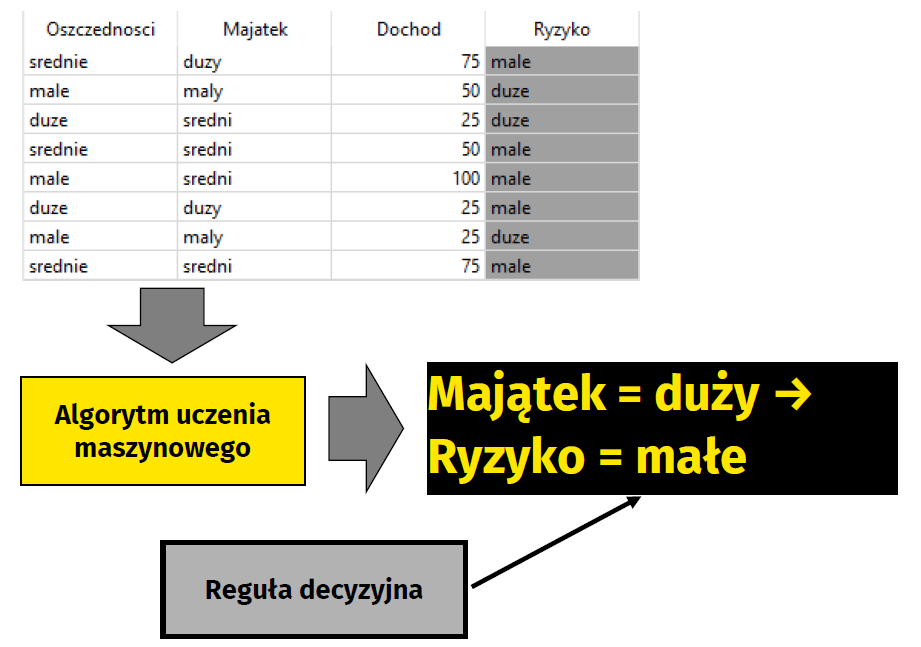 Oszczednosci Majatek Dochod Ryzyko
srednie duzy 75 male
male maly 50 duze
duze sredni 25 duze
srednie sredni 50 male
male sredni 100 male
duze duzy 25 male
male maly 25 duze
srednie sredni 75 male
Algorytm uczenia
maszynowego
Majątek = duży →
Ryzyko = małe
Reguła decyzyjna